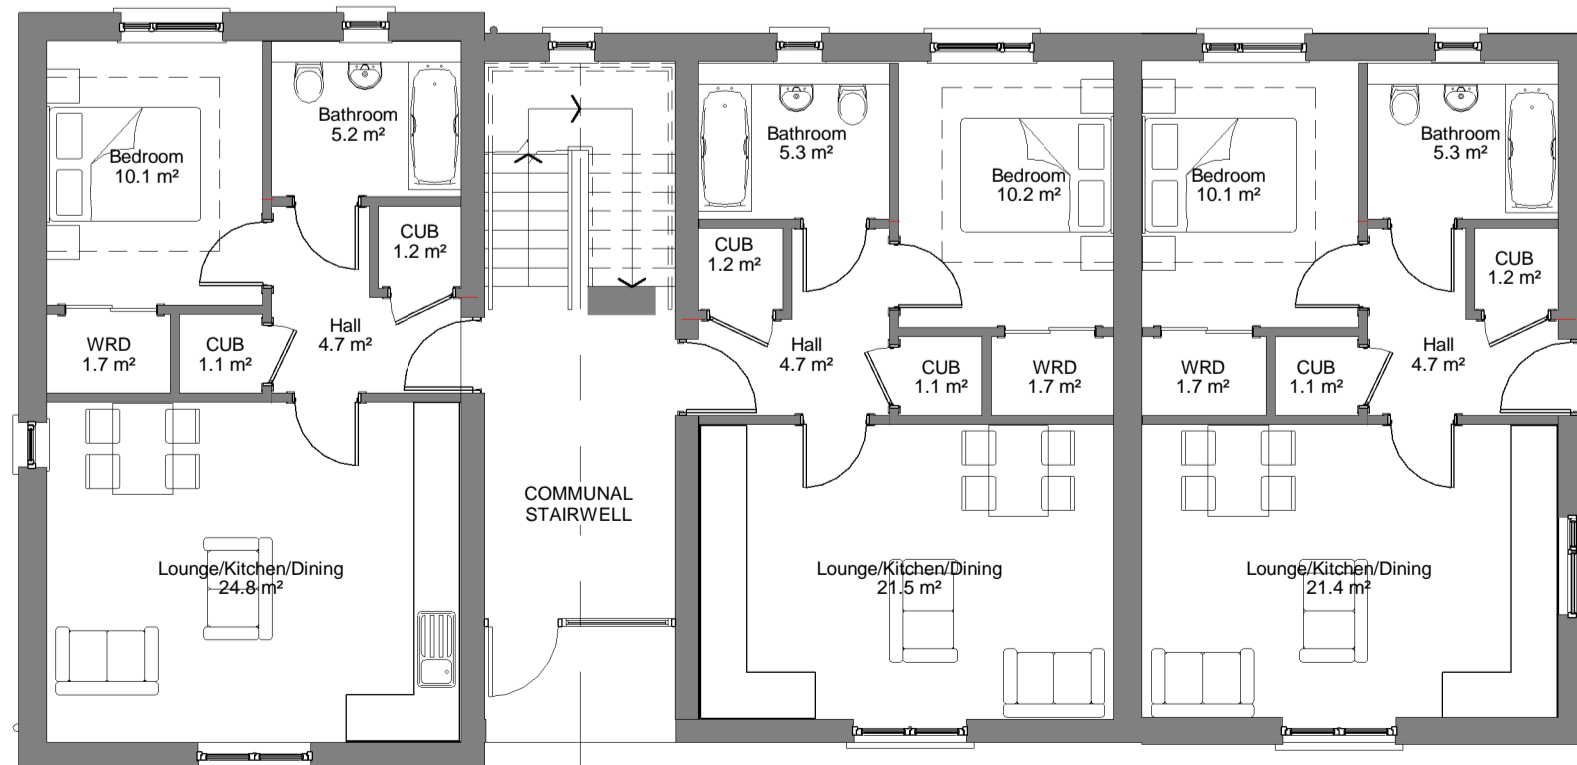 Bathroom
5.2 m²
Bedroom
10.1 m²
CUB
1.2 m²
WRD
1.7 m²
CUB
1.1 m²
Hall
4.7 m²
Lounge/Kitchen/Dining
24.8 m²
COMMUNAL
STAIRWELL
Bathroom
5.3 m²
Bedroom
10.2 m²
CUB
1.2 m²
Hall
4.7 m²
CUB
1.1 m²
WRD
1.7 m²
Lounge/Kitchen/Dining
21.5 m²
Bedroom
10.1 m²
Bathroom
5.3 m²
CUB
1.2 m²
WRD
1.7 m²
CUB
1.1 m²
Hall
4.7 m²
Lounge/Kitchen/Dining
21.4 m²